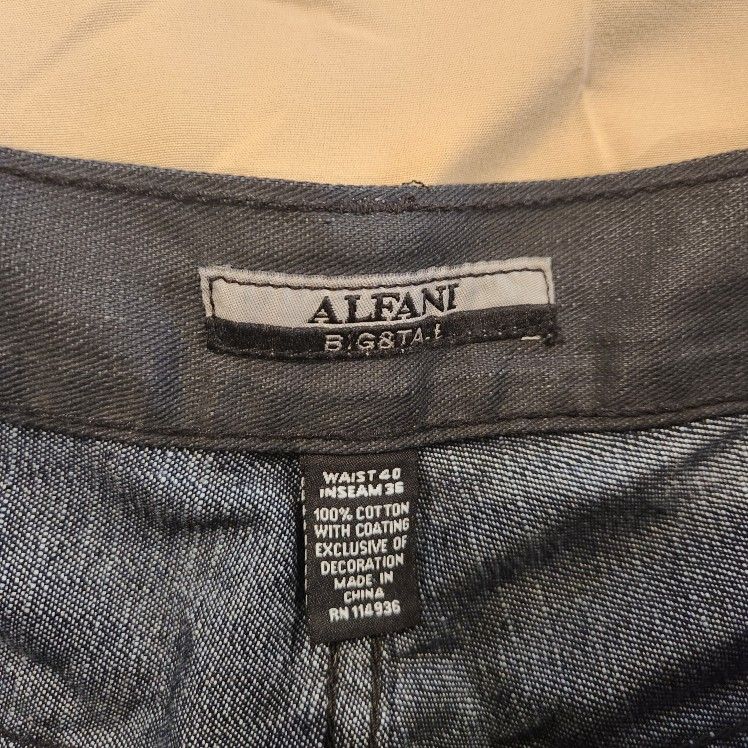 ALFANI
BIG&TALL
WAIST 40
INSEAM 36
100% COTTON
WITH COATING
EXCLUSIVE OF
DECORATION
MADE IN
CHINA
RN 114936